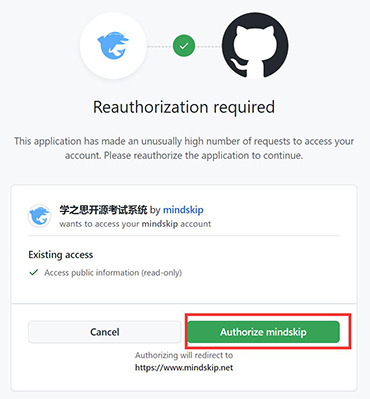 Reauthorization required
This application has made an unusually high number of requests to access your
account. Please reauthorize the application to continue.
学之思开源考试系统 by mindskip
wants to access your mindskip account
Existing access
Access public information (read-only)
Cancel
Authorize mindskip
Authorizing will redirect to
https://www.mindskip.net